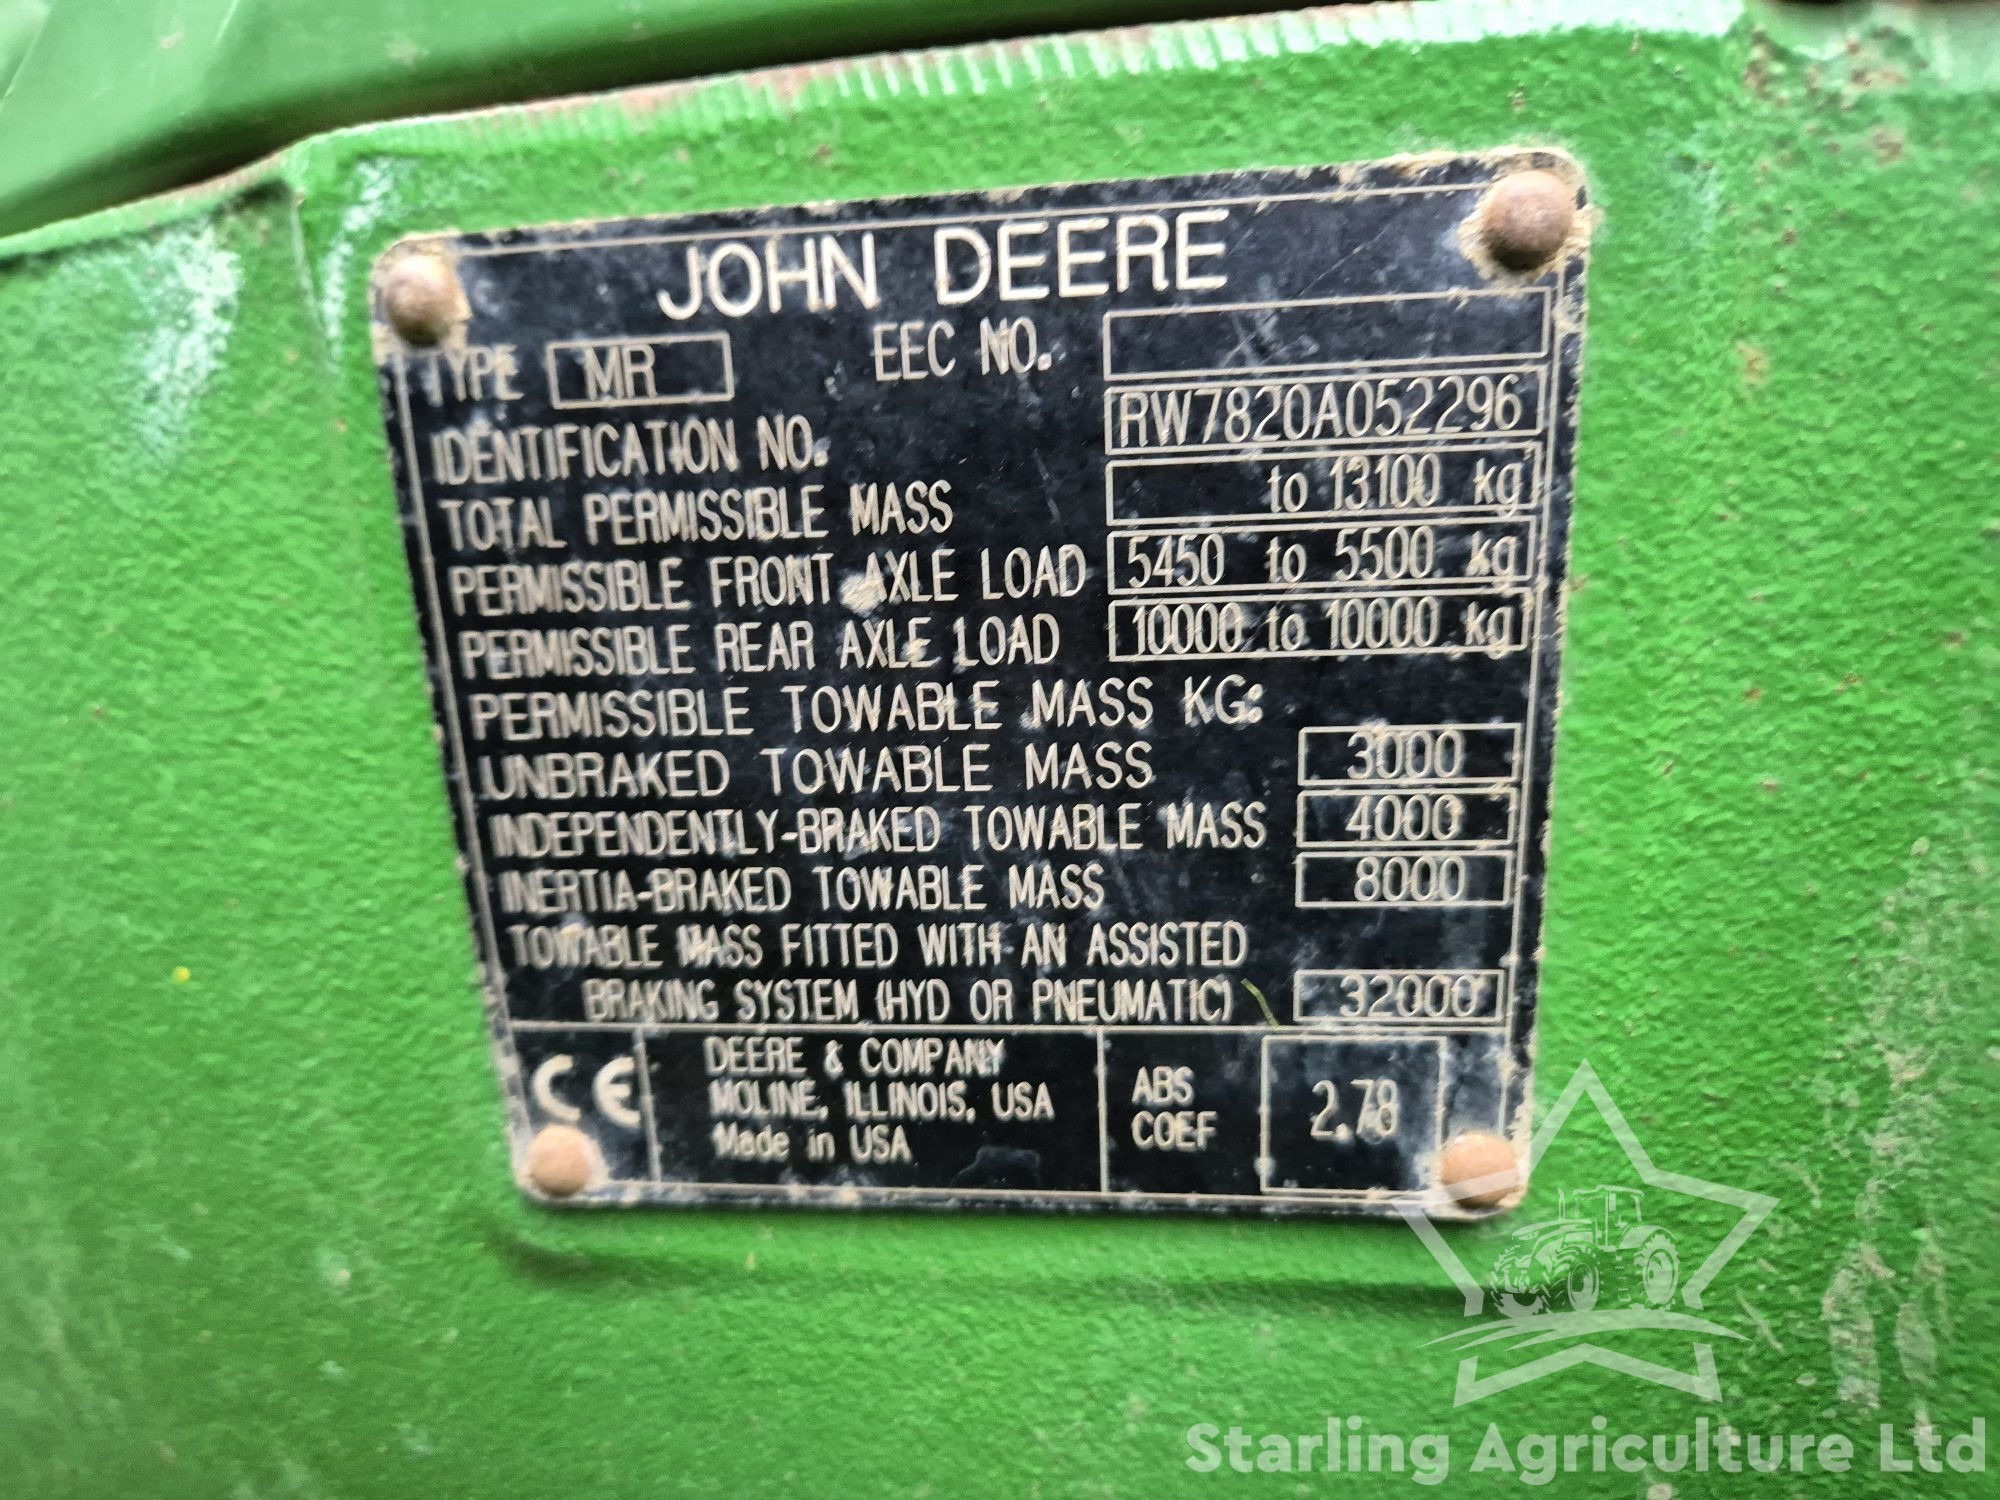 JOHN DEERE
TYPE MR EEC NO.
IDENTIFICATION NO. RW7820A052296
TOTAL PERMISSIBLE MASS to 13100 kg
PERMISSIBLE FRONT AXLE LOAD 5450 to 5500 kg
PERMISSIBLE REAR AXLE LOAD 10000 to 10000 kg
PERMISSIBLE TOWABLE MASS KG:
UNBRAKED TOWABLE MASS 3000
INDEPENDENTLY-BRAKED TOWABLE MASS 4000
INERTIA-BRAKED TOWABLE MASS 8000
TOWABLE MASS FITTED WITH AN ASSISTED
BRAKING SYSTEM (HYD OR PNEUMATIC) 32000
CE
DEERE & COMPANY
MOLINE, ILLINOIS, USA
Made in USA
ABS
COEF
2.78
Starling Agriculture Ltd